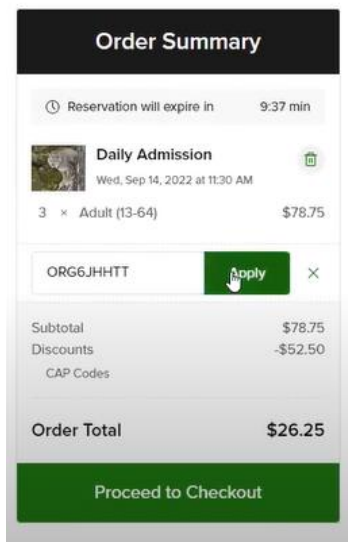 Order Summary
Reservation will expire in 9:37 min
Daily Admission
Wed, Sep 14, 2022 at 11:30 AM
3 × Adult (13-64) $78.75
ORG6JHHTT Apply ×
Subtotal $78.75
Discounts -$52.50
CAP Codes
Order Total $26.25
Proceed to Checkout